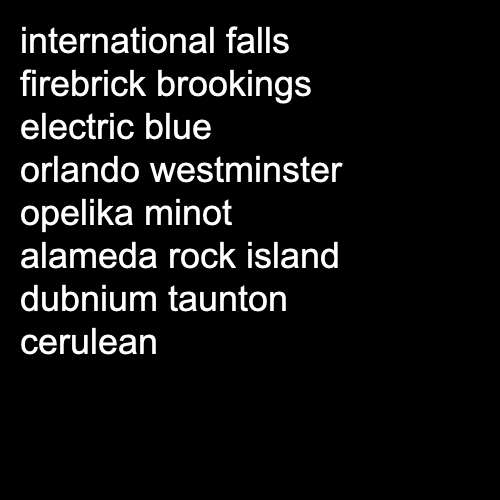 international falls
firebrick brookings
electric blue
orlando westminster
opelika minot
alameda rock island
dubnium taunton
cerulean